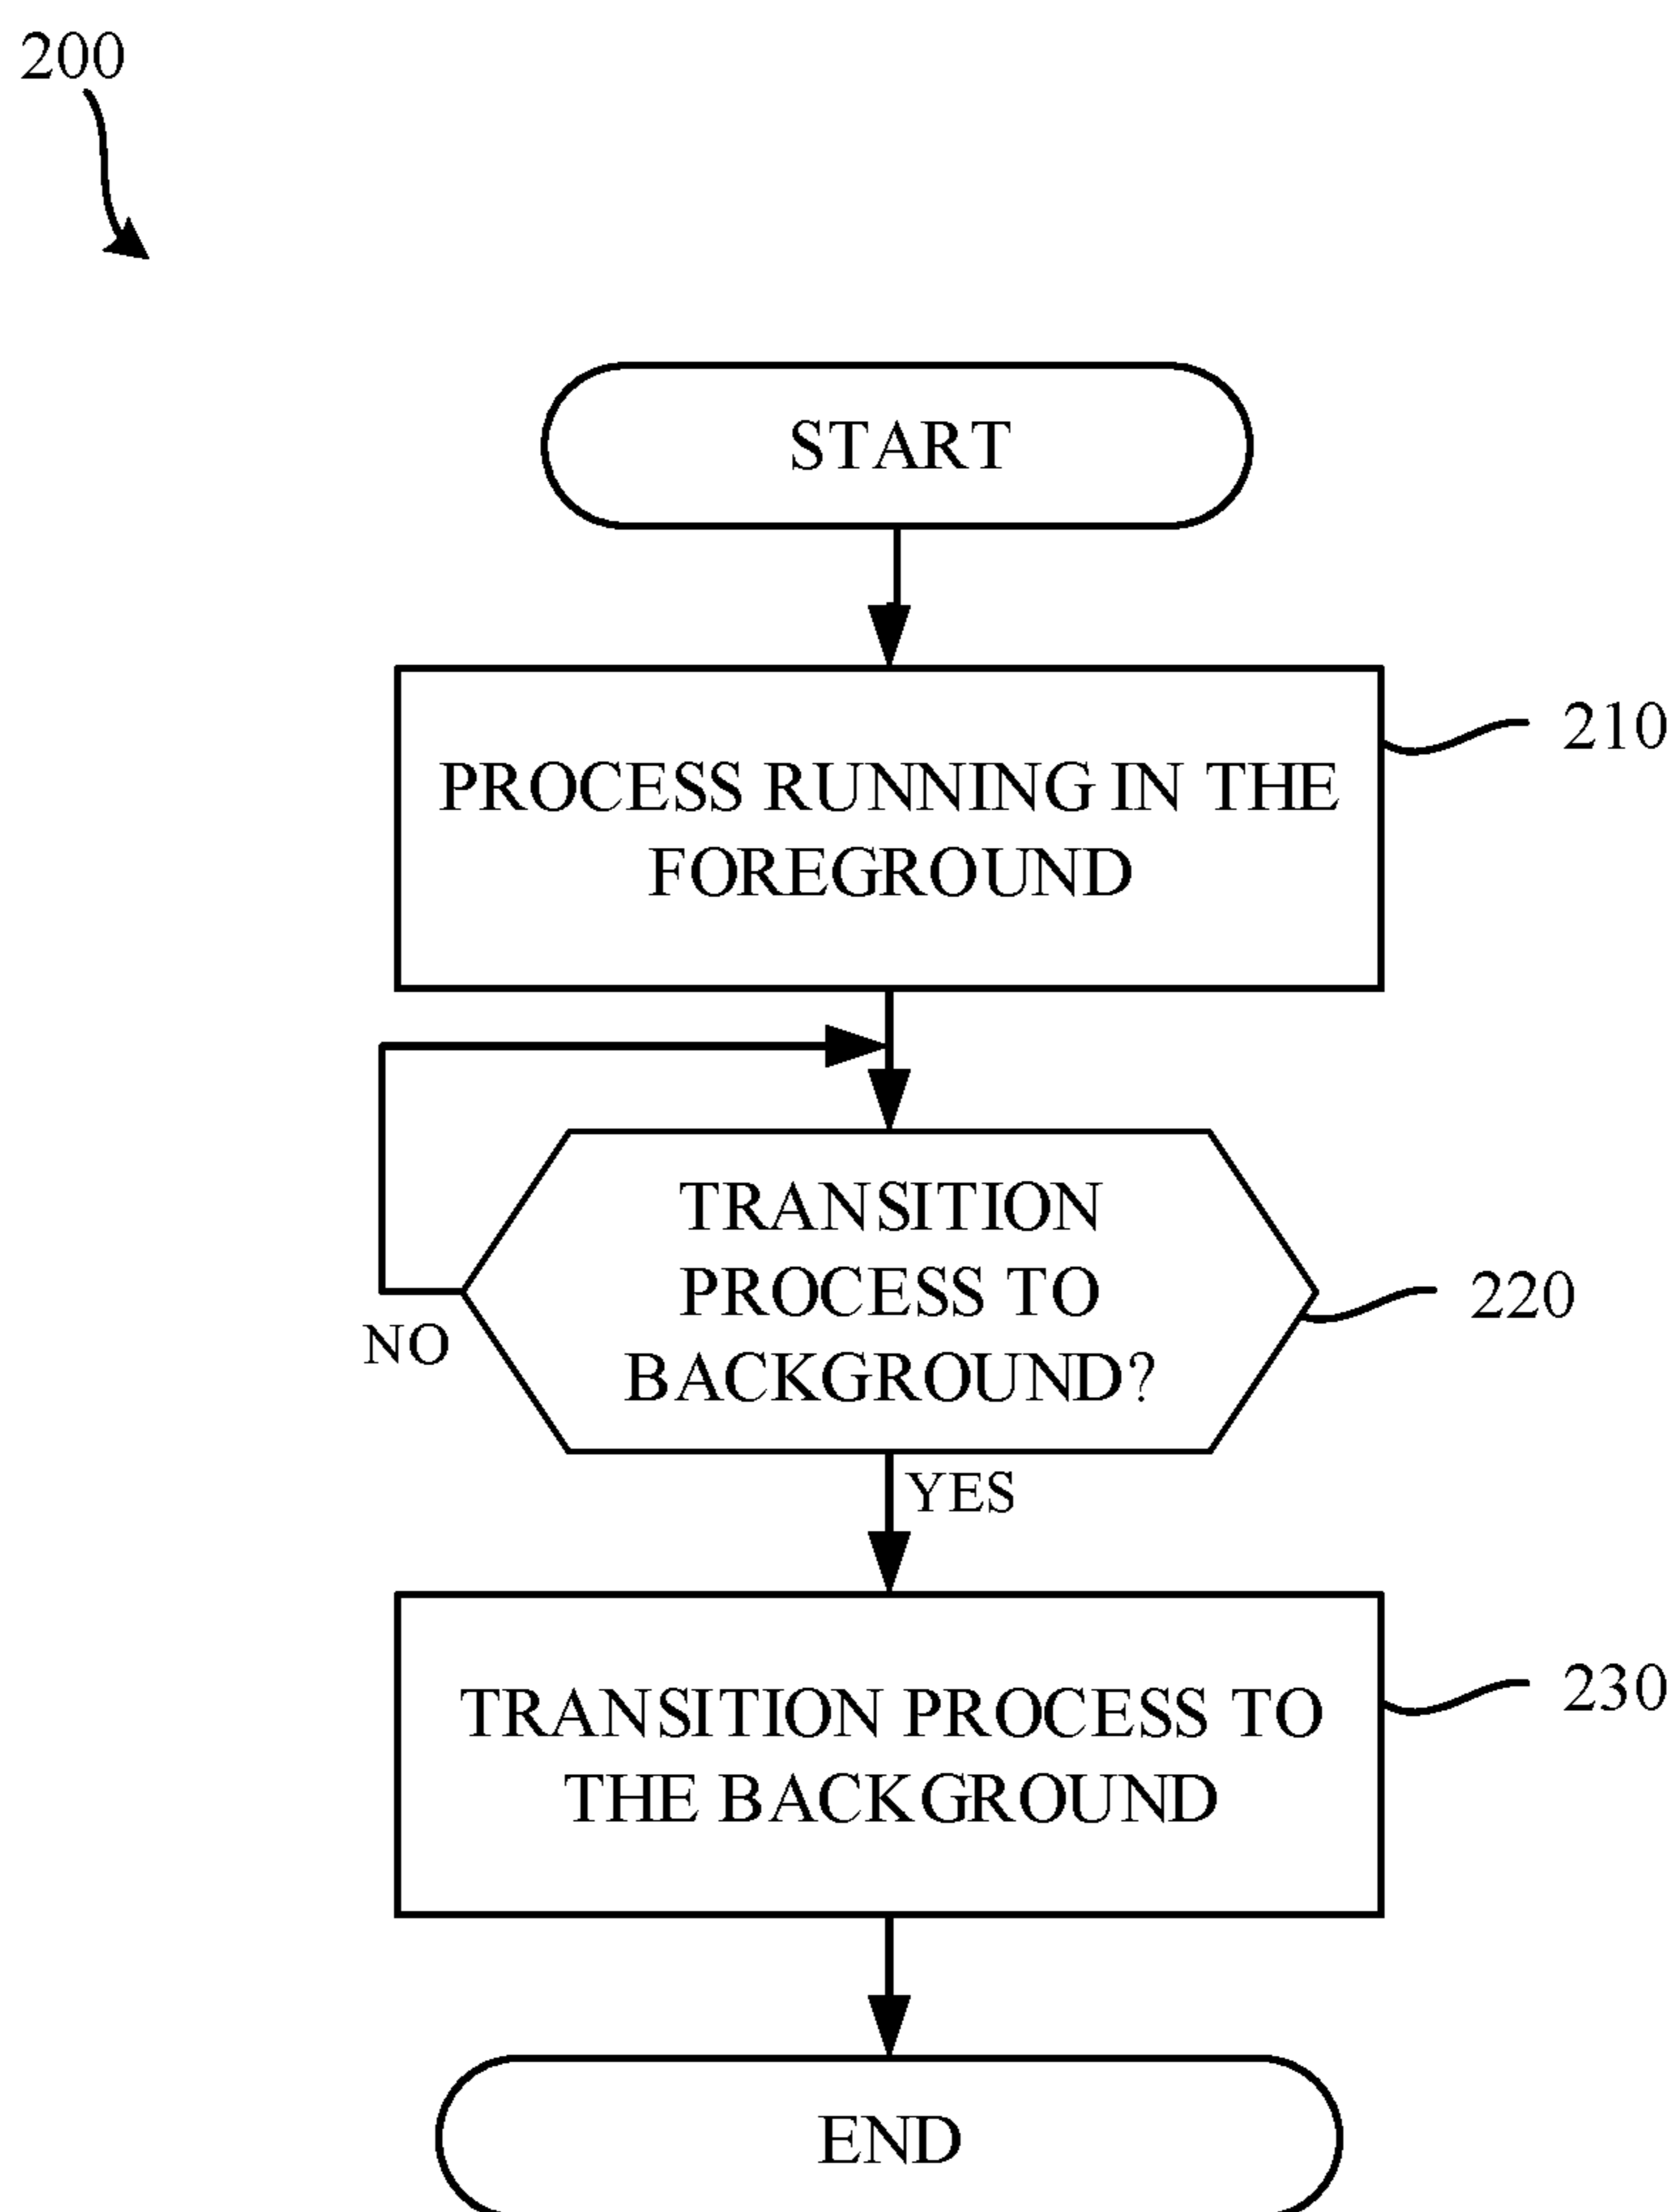 200
START
PROCESS RUNNING IN THE
FOREGROUND
210
TRANSITION
PROCESS TO
BACKGROUND?
220
NO
YES
TRANSITION PROCESS TO
THE BACKGROUND
230
END